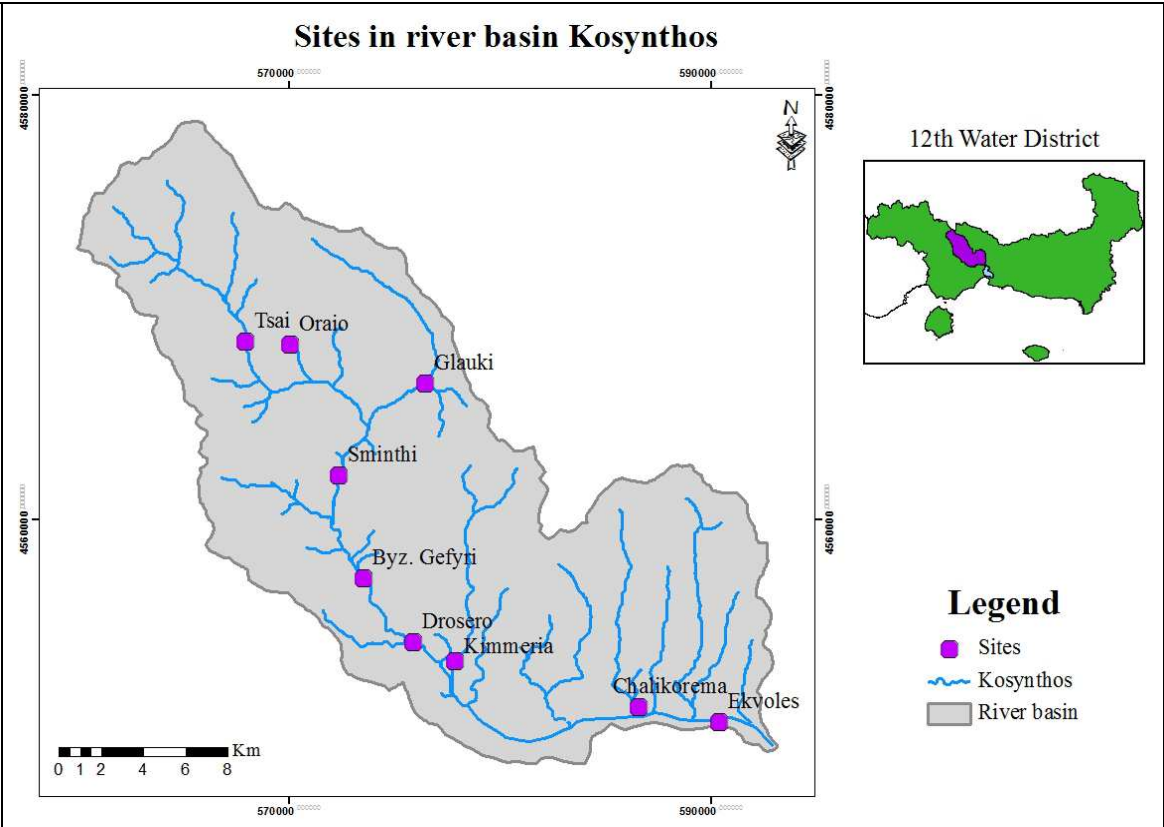 Sites in river basin Kosynthos
570000
590000
4580000
4580000
N
12th Water District
Tsai
Oraio
Glauki
Sminthi
4560000
4560000
Byz. Gefyri
Drosero
Kimmeria
Chalikorema
Ekvoles
Legend
Sites
Kosynthos
River basin
Km
0 1 2 4 6 8
570000
590000